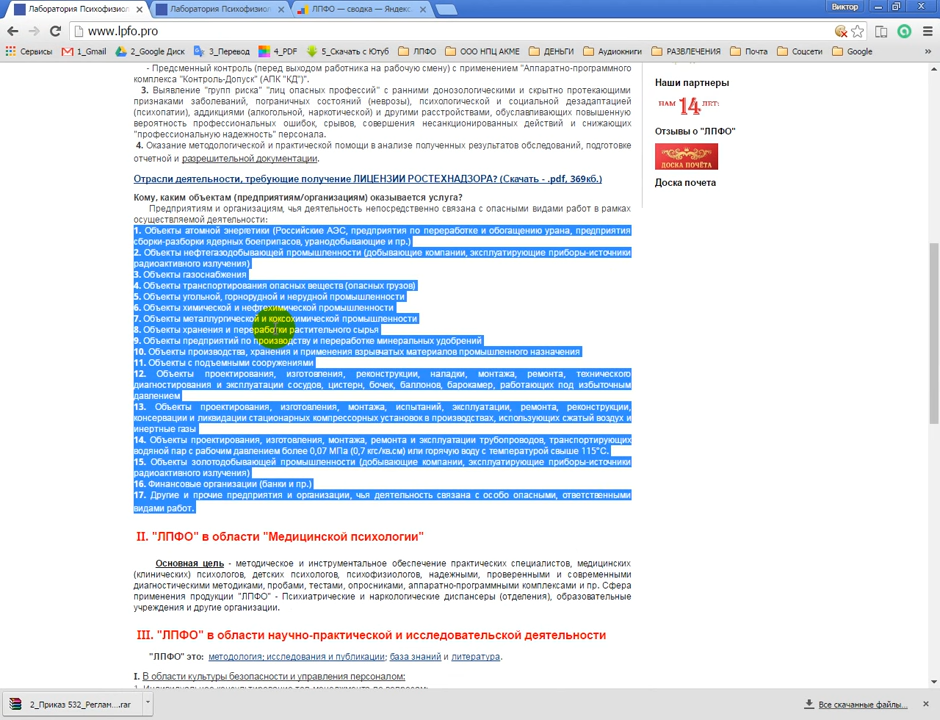 Лаборатория Психофизиол
Лаборатория Психофизиол
ЛПФО — сводка — Яндекс.
Виктор
www.lpfo.pro
Сервисы
1_Gmail
2_Google Диск
3_Перевод
4_PDF
5_Скачать с Ютуб
ЛПФО
ООО НПЦ АКМЕ
ДЕНЬГИ
Аудиокниги
РАЗВЛЕЧЕНИЯ
Почта
Соцсети
Google
- Предсменный контроль (перед выходом работника на рабочую смену) с применением "Аппаратно-программного
комплекса "Контроль-Допуск" (АПК "КД")".
3. Выявление "групп риска" "лиц опасных профессий" с ранними донозологическими и скрытно протекающими
признаками заболеваний, пограничных состояний (неврозы), психологической и социальной дезадаптацией
(психопатии), аддикциями (алкогольной, наркотической) и другими расстройствами, обуславливающих повышенную
вероятность профессиональных ошибок, срывов, совершения несанкционированных действий и снижающих
"профессиональную надежность" персонала.
4. Оказание методологической и практической помощи в анализе полученных результатов обследований, подготовке
отчетной и разрешительной документации.
Отрасли деятельности, требующие получение ЛИЦЕНЗИИ РОСТЕХНАДЗОРА? (Скачать - .pdf, 369кб.)
Кому, каким объектам (предприятиям/организациям) оказывается услуга?
Предприятиям и организациям, чья деятельность непосредственно связана с опасными видами работ в рамках
осуществляемой деятельности:
1. Объекты атомной энергетики (Российские АЭС, предприятия по переработке и обогащению урана, предприятия
сборки-разборки ядерных боеприпасов, уранодобывающие и пр.)
2. Объекты нефтегазодобывающей промышленности (добывающие компании, эксплуатирующие приборы-источники
радиоактивного излучения)
3. Объекты газоснабжения
4. Объекты транспортирования опасных веществ (опасных грузов)
5. Объекты угольной, горнорудной и нерудной промышленности
6. Объекты химической и нефтехимической промышленности
7. Объекты металлургической и коксохимической промышленности
8. Объекты хранения и переработки растительного сырья
9. Объекты предприятий по производству и переработке минеральных удобрений
10. Объекты производства, хранения и применения взрывчатых материалов промышленного назначения
11. Объекты с подъемными сооружениями
12. Объекты проектирования, изготовления, реконструкции, наладки, монтажа, ремонта, технического
диагностирования и эксплуатации сосудов, цистерн, бочек, баллонов, барокамер, работающих под избыточным
давлением
13. Объекты проектирования, изготовления, монтажа, испытаний, эксплуатации, ремонта, реконструкции,
консервации и ликвидации стационарных компрессорных установок в производствах, использующих сжатый воздух и
инертные газы
14. Объекты проектирования, изготовления, монтажа, ремонта и эксплуатации трубопроводов, транспортирующих
водяной пар с рабочим давлением более 0,07 МПа (0,7 кгс/кв.см) или горячую воду с температурой свыше 115°С.
15. Объекты золотодобывающей промышленности (добывающие компании, эксплуатирующие приборы-источники
радиоактивного излучения)
16. Финансовые организации (банки и пр.)
17. Другие и прочие предприятия и организации, чья деятельность связана с особо опасными, ответственными
видами работ.
II. "ЛПФО" в области "Медицинской психологии"
Основная цель - методическое и инструментальное обеспечение практических специалистов, медицинских
(клинических) психологов, детских психологов, психофизиологов, надежными, проверенными и современными
диагностическими методиками, пробами, тестами, опросниками, аппаратно-программными комплексами и пр. Сфера
применения продукции "ЛПФО" - Психиатрические и наркологические диспансеры (отделения), образовательные
учреждения и другие организации.
III. "ЛПФО" в области научно-практической и исследовательской деятельности
"ЛПФО" это: методология; исследования и публикации; база знаний и литература.
I. В области культуры безопасности и управления персоналом:
Наши партнеры
НАМ 14 ЛЕТ:
Отзывы о "ЛПФО"
ДОСКА ПОЧЁТА
Доска почета
2_Приказ 532_Реглам....rar
Все скачанные файлы...